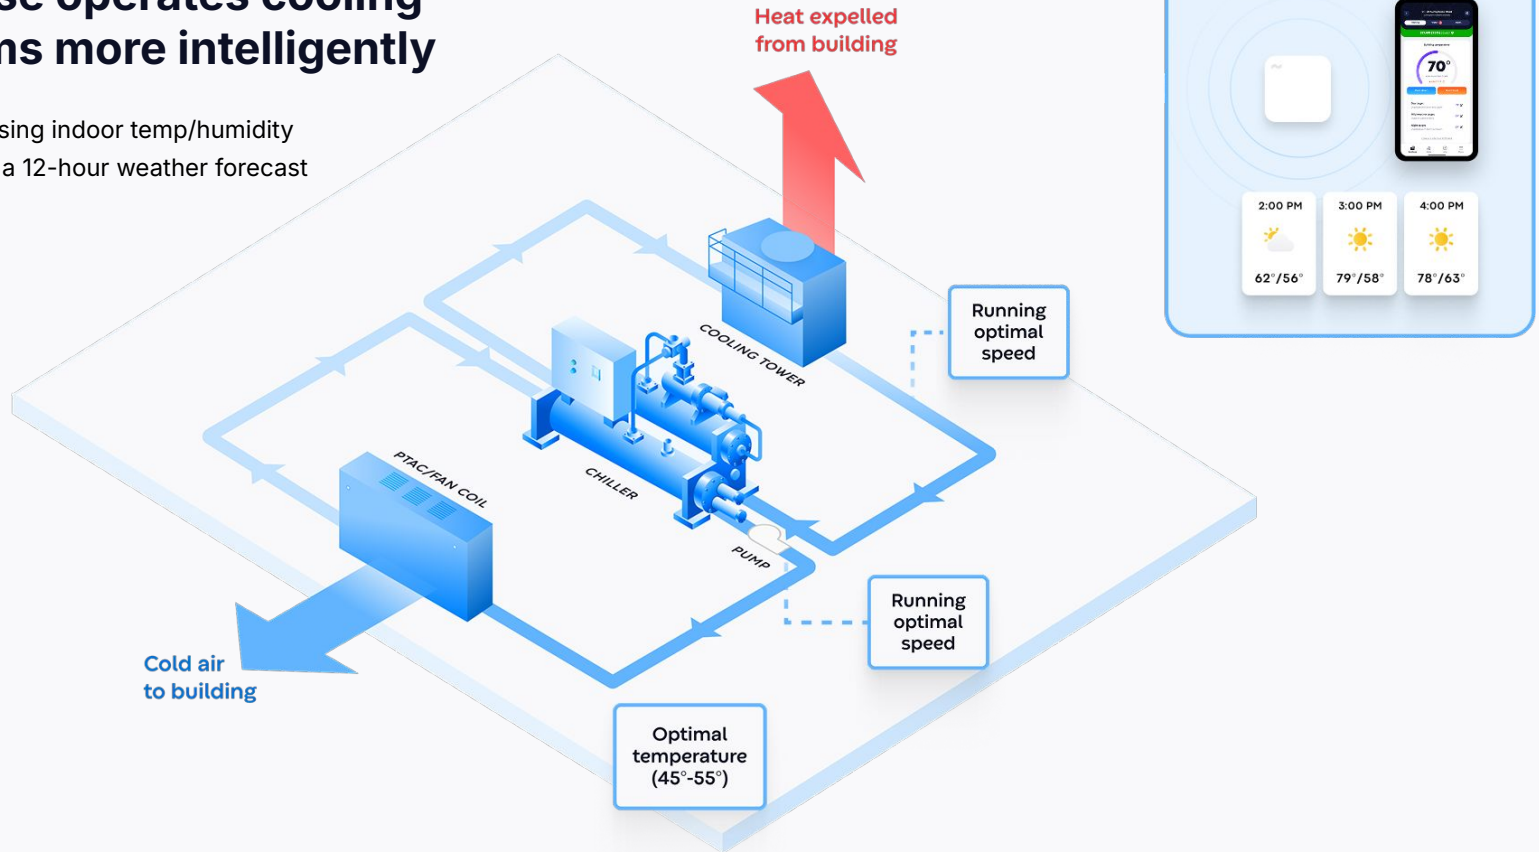 se operates cooling
ms more intelligently
sing indoor temp/humidity
a 12-hour weather forecast
Heat expelled
from building
70°
2:00 PM
3:00 PM
4:00 PM
62°/56°
79°/58°
78°/63°
Running
optimal
speed
COOLING TOWER
CHILLER
PTAC/FAN COIL
PUMP
Running
optimal
speed
Cold air
to building
Optimal
temperature
(45°-55°)